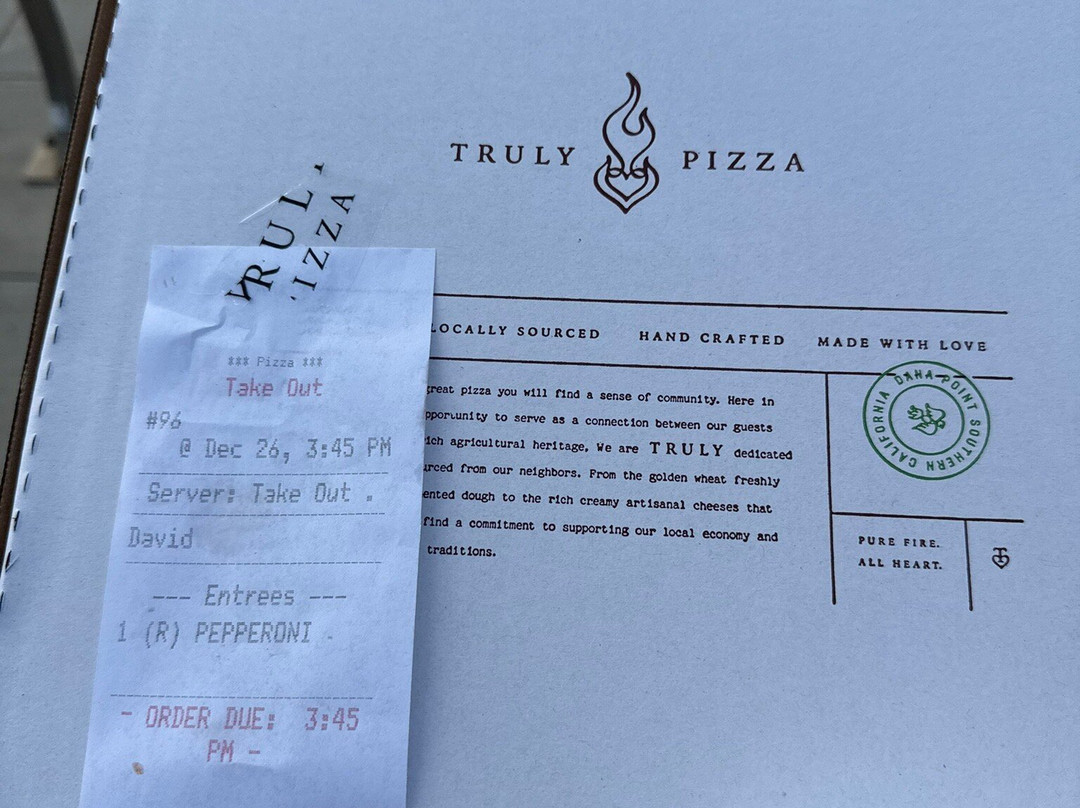 TRULY PIZZA
LOCALLY SOURCED HAND CRAFTED MADE WITH LOVE
great pizza you will find a sense of community. Here in
to serve as a connection between our guests
agricultural heritage. We are TRULY dedicated
from our neighbors. From the golden wheat freshly
dough to the rich creamy artisanal cheeses that
find a commitment to supporting our local economy and
traditions.
DANA POINT SOUTHERN CALIFORNIA
PURE FIRE.
ALL HEART.
*** Pizza ***
Take Out
#96
@ Dec 26, 3:45 PM
Server: Take Out
David
--- Entrees ---
1 (R) PEPPERONI
- ORDER DUE: 3:45
PM -